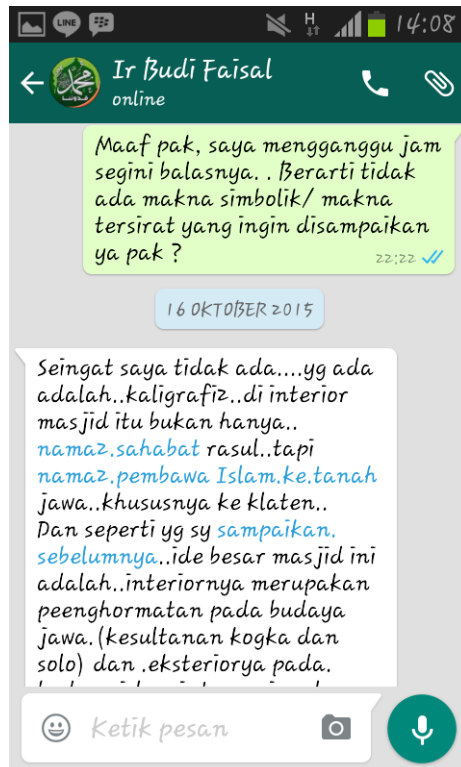 LINE
H
14:08
Ir Budi Faisal
online
Maaf pak, saya mengganggu jam
segini balasnya. . Berarti tidak
ada makna simbolik/ makna
tersirat yang ingin disampaikan
ya pak ?
22:22
16 OKTOBER 2015
Seingat saya tidak ada....yg ada
adalah..kaligrafi2..di interior
masjid itu bukan hanya..
nama2.sahabat rasul..tapi
nama2.pembawa Islam.ke.tanah
jawa..khususnya ke klaten..
Dan seperti yg sy sampaikan.
sebelumnya..ide besar masjid ini
adalah..interiornya merupakan
peenghormatan pada budaya
jawa.(kesultanan kogka dan
solo) dan .eksteriorya pada.
Ketik pesan